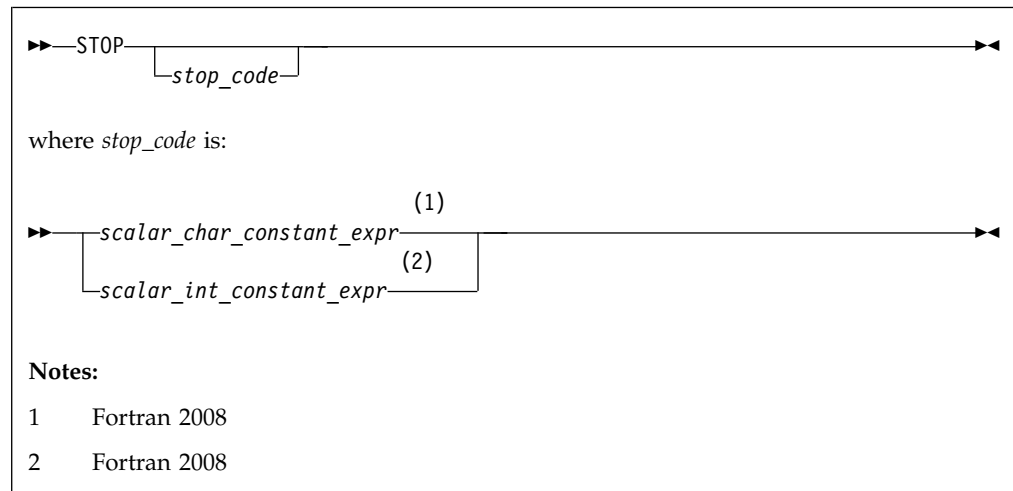 STOP
stop_code
where stop_code is:
(1)
scalar_char_constant_expr
(2)
scalar_int_constant_expr
Notes:
1 Fortran 2008
2 Fortran 2008